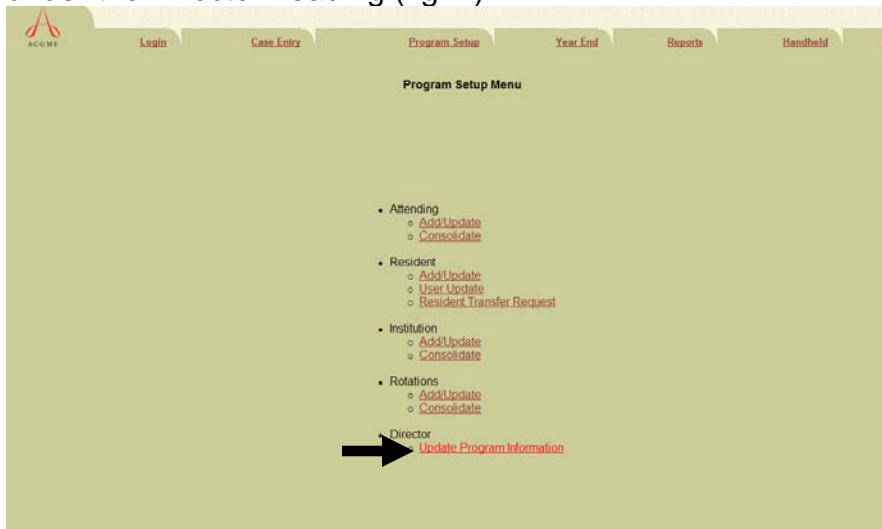 ACGME
Login Case Entry Program Setup Year End Reports Handheld
Program Setup Menu
• Attending
o Add/Update
o Consolidate
• Resident
o Add/Update
o User Update
o Resident Transfer Request
• Institution
o Add/Update
o Consolidate
• Rotations
o Add/Update
o Consolidate
• Director
o Update Program Information